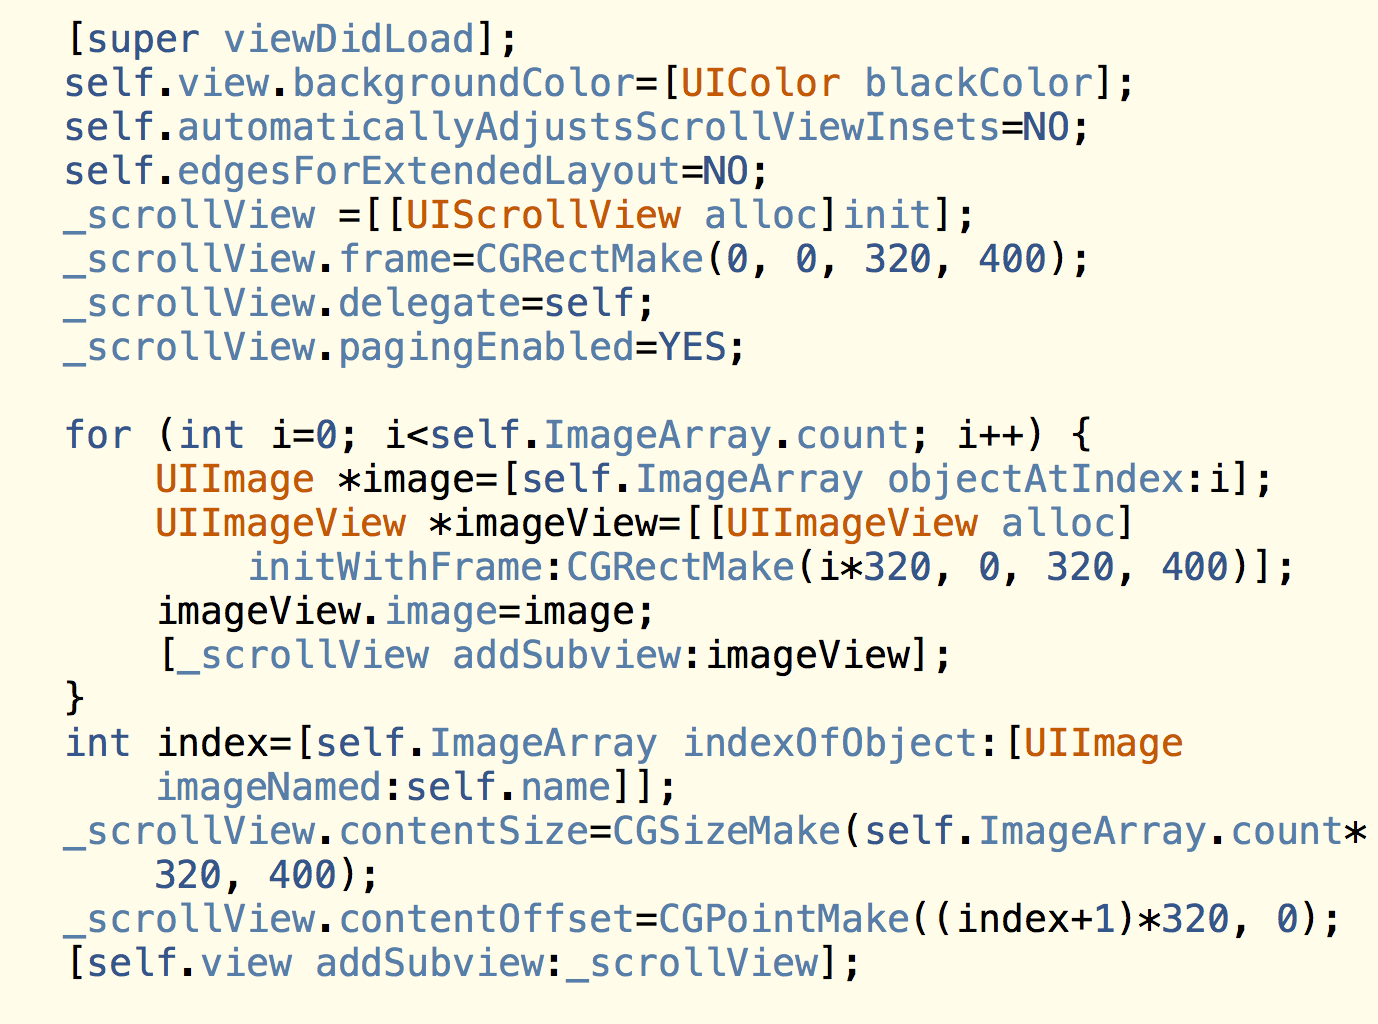 [super viewDidLoad];
self.view.backgroundColor=[UIColor blackColor];
self.automaticallyAdjustsScrollViewInsets=NO;
self.edgesForExtendedLayout=NO;
_scrollView =[[UIScrollView alloc]init];
_scrollView.frame=CGRectMake(0, 0, 320, 400);
_scrollView.delegate=self;
_scrollView.pagingEnabled=YES;
for (int i=0; i<self.ImageArray.count; i++) {
UIImage *image=[self.ImageArray objectAtIndex:i];
UIImageView *imageView=[[UIImageView alloc]
initWithFrame:CGRectMake(i*320, 0, 320, 400)];
imageView.image=image;
[_scrollView addSubview:imageView];
}
int index=[self.ImageArray indexOfObject:[UIImage
imageNamed:self.name]];
_scrollView.contentSize=CGSizeMake(self.ImageArray.count*
320, 400);
_scrollView.contentOffset=CGPointMake((index+1)*320, 0);
[self.view addSubview:_scrollView];